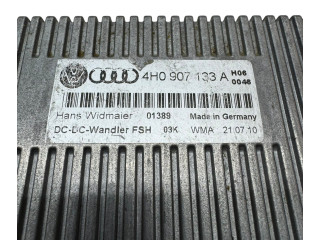 4H0 907 133 A H06
0046
Hans Widmaier 01389 Made in Germany
DC-DC-Wandler FSH 03K WMA 21.07.10